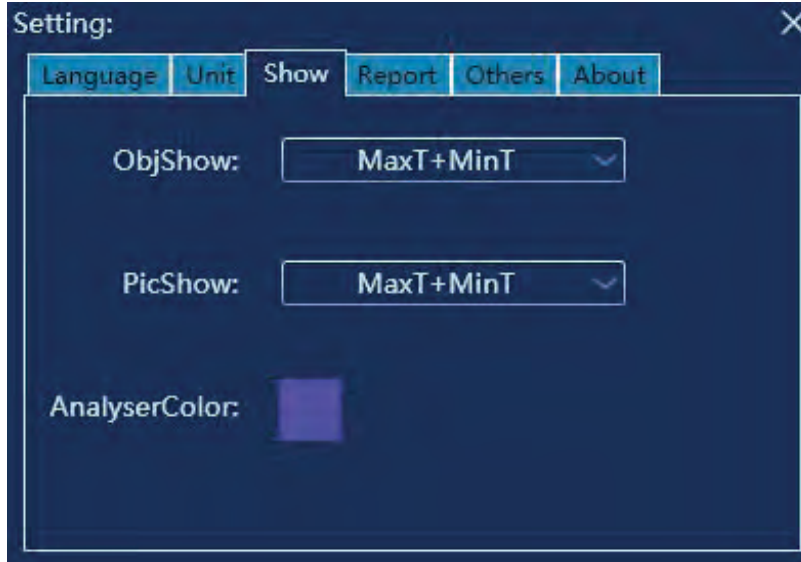 Setting:
Language Unit Show Report Others About
ObjShow: MaxT+MinT
PicShow: MaxT+MinT
AnalyserColor: